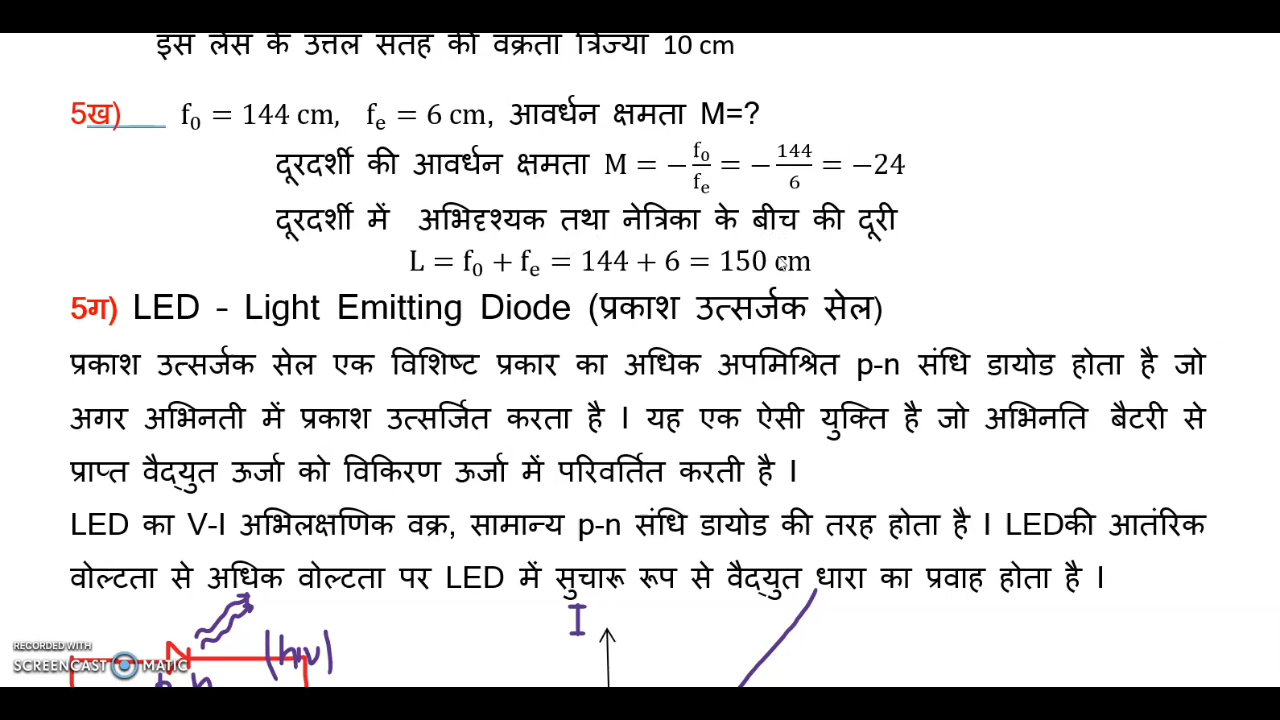 इस लेंस के उत्तल सतह की वक्रता त्रिज्या 10 cm
5ख) f₀ = 144 cm, fₑ = 6 cm, आवर्धन क्षमता M=?
दूरदर्शी की आवर्धन क्षमता M = −f₀/fₑ = −144/6 = −24
दूरदर्शी में अभिदृश्यक तथा नेत्रिका के बीच की दूरी
L = f₀ + fₑ = 144 + 6 = 150 cm
5ग) LED – Light Emitting Diode (प्रकाश उत्सर्जक सेल)
प्रकाश उत्सर्जक सेल एक विशिष्ट प्रकार का अधिक अपमिश्रित p-n संधि डायोड होता है जो
अगर अभिनती में प्रकाश उत्सर्जित करता है I यह एक ऐसी युक्ति है जो अभिनति बैटरी से
प्राप्त वैद्युत ऊर्जा को विकिरण ऊर्जा में परिवर्तित करती है I
LED का V-I अभिलक्षणिक वक्र, सामान्य p-n संधि डायोड की तरह होता है I LEDकी आतंरिक
वोल्टता से अधिक वोल्टता पर LED में सुचारू रूप से वैद्युत धारा का प्रवाह होता है I
I
(hν)
RECORDED WITH
SCREENCAST MATIC